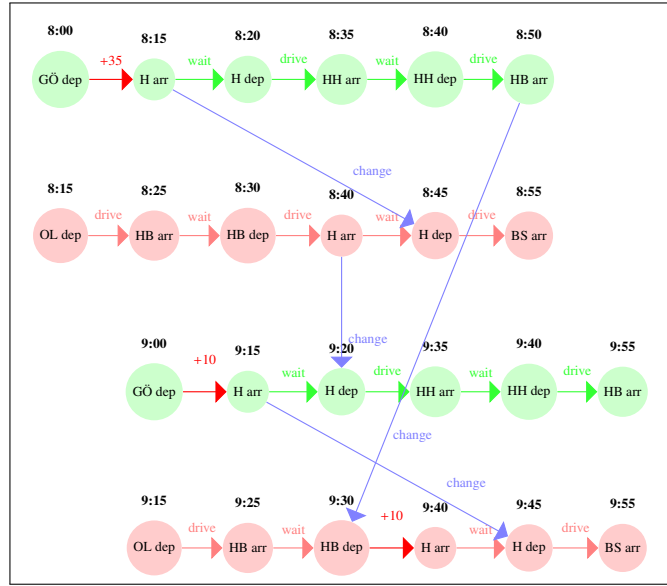 8:00 8:15 8:20 8:35 8:40 8:50
+35 wait drive wait drive
GÖ dep H arr H dep HH arr HH dep HB arr
change
8:15 8:25 8:30 8:40 8:45 8:55
drive wait drive wait drive
OL dep HB arr HB dep H arr H dep BS arr
change
9:00 9:15 9:20 9:35 9:40 9:55
+10 wait drive wait drive
GÖ dep H arr H dep HH arr HH dep HB arr
change
change
9:15 9:25 9:30 9:40 9:45 9:55
drive wait +10 wait drive
OL dep HB arr HB dep H arr H dep BS arr